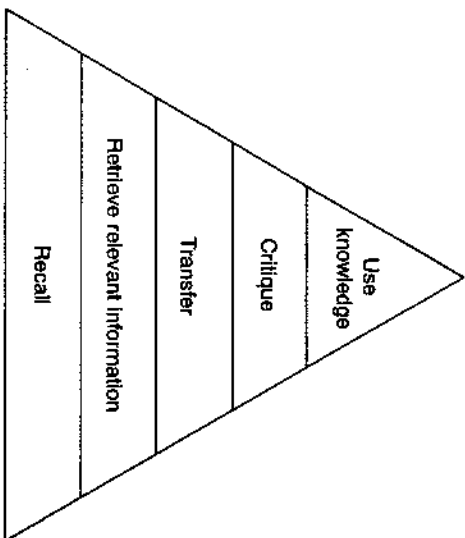 Use
knowledge
Critique
Transfer
Retrieve relevant information
Recall